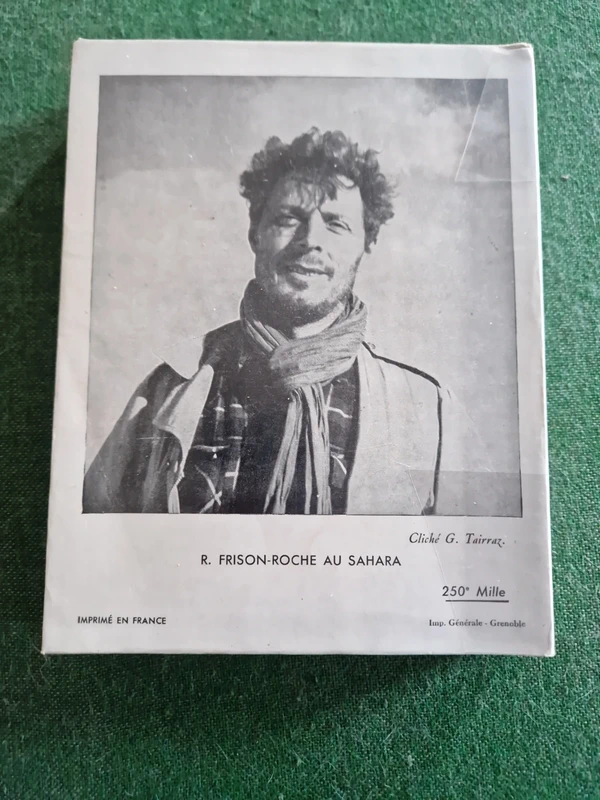 Cliché G. Tairraz.
R. FRISON-ROCHE AU SAHARA
250e Mille
IMPRIMÉ EN FRANCE
Imp. Générale - Grenoble